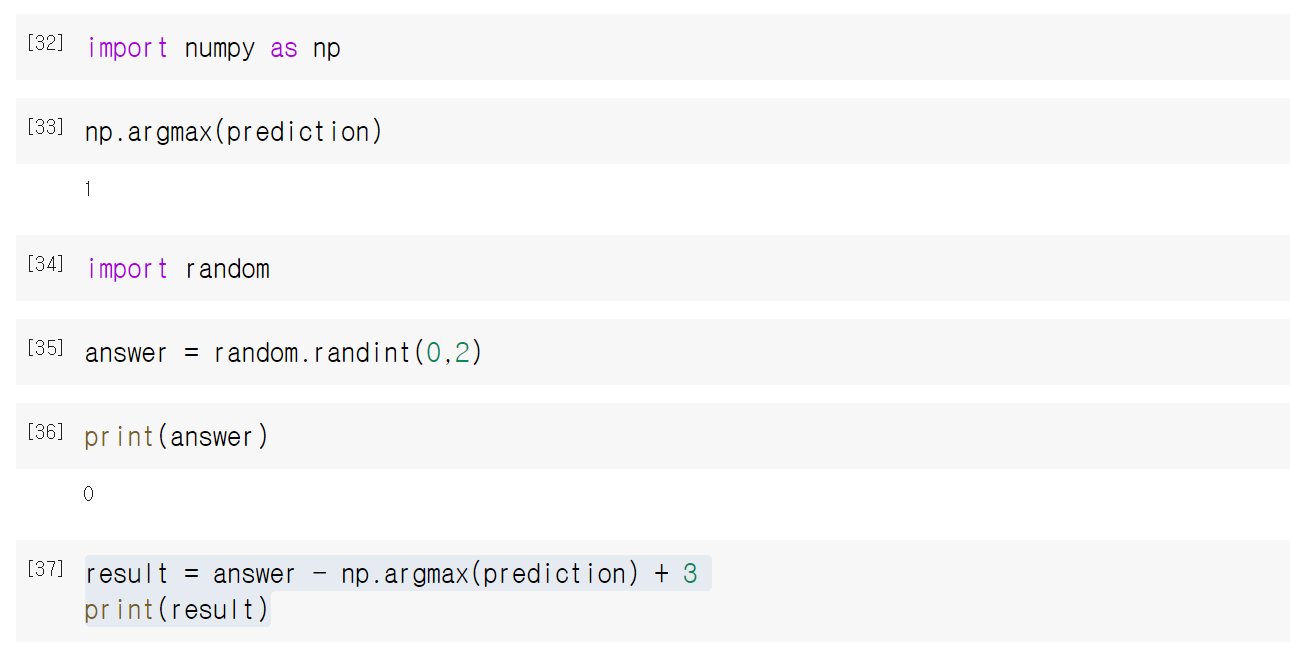 [32] import numpy as np
[33] np.argmax(prediction)
1
[34] import random
[35] answer = random.randint(0,2)
[36] print(answer)
0
[37] result = answer - np.argmax(prediction) + 3
print(result)